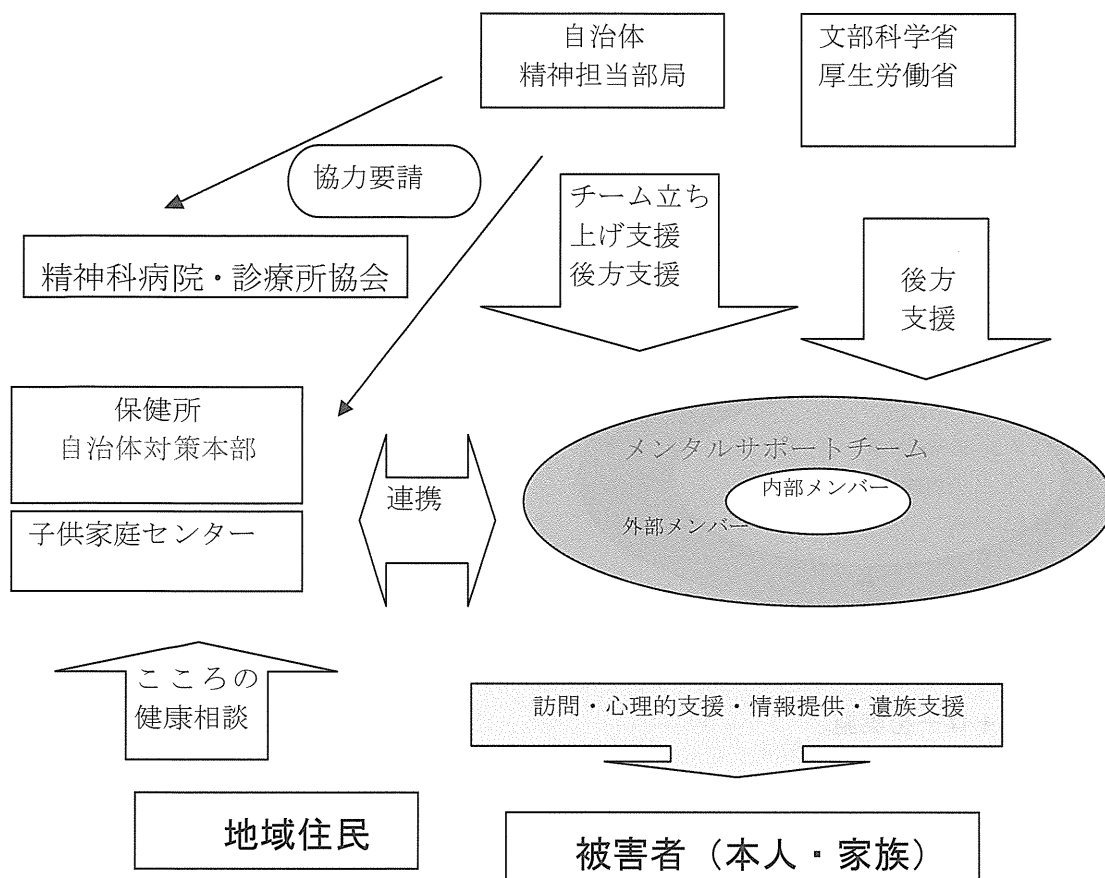 自治体
精神担当部局
文部科学省
厚生労働省
協力要請
チーム立ち
上げ支援
後方支援
後方
支援
精神科病院・診療所協会
保健所
自治体対策本部
子供家庭センター
連携
メンタルサポートチーム
内部メンバー
外部メンバー
こころの
健康相談
訪問・心理的支援・情報提供・遺族支援
地域住民
被害者（本人・家族）